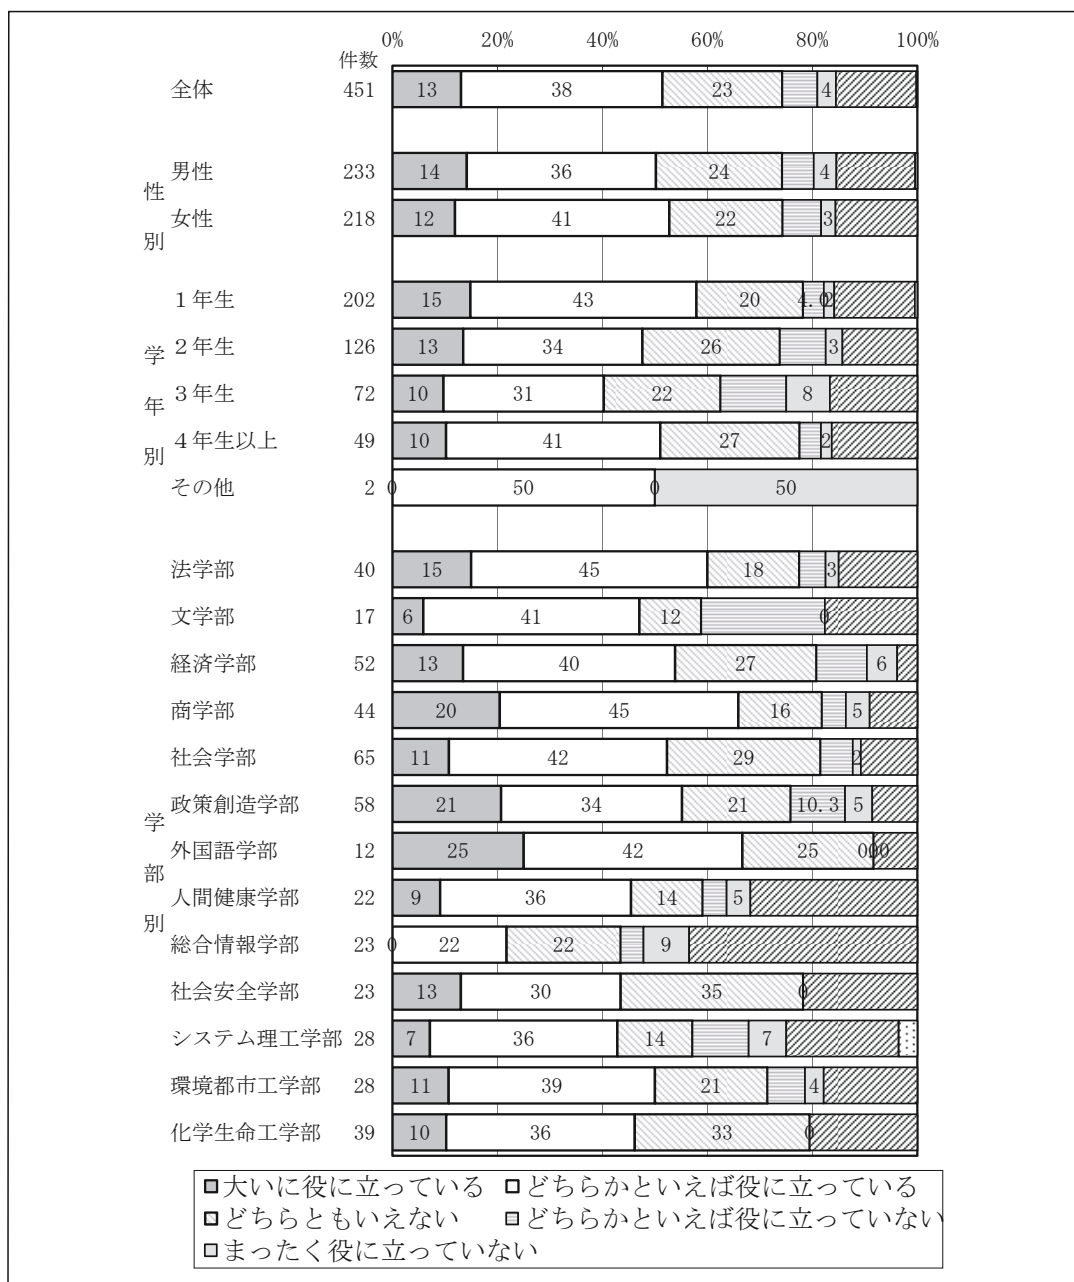 0% 20% 40% 60% 80% 100%
件数
全体 451 13 38 23 4
性別
男性 233 14 36 24 4
女性 218 12 41 22 3
学年別
1年生 202 15 43 20 4.0 2
2年生 126 13 34 26 3
3年生 72 10 31 22 8
4年生以上 49 10 41 27 2
その他 2 0 50 0 50
学部別
法学部 40 15 45 18 3
文学部 17 6 41 12 0
経済学部 52 13 40 27 6
商学部 44 20 45 16 5
社会学部 65 11 42 29 2
政策創造学部 58 21 34 21 10.3 5
外国語学部 12 25 42 25
人間健康学部 22 9 36 14 5
総合情報学部 23 0 22 22 9
社会安全学部 23 13 30 35 0
システム理工学部 28 7 36 14 7
環境都市工学部 28 11 39 21 4
化学生命工学部 39 10 36 33 0
大いに役に立っている どちらかといえば役に立っている
どちらともいえない どちらかといえば役に立っていない
まったく役に立っていない